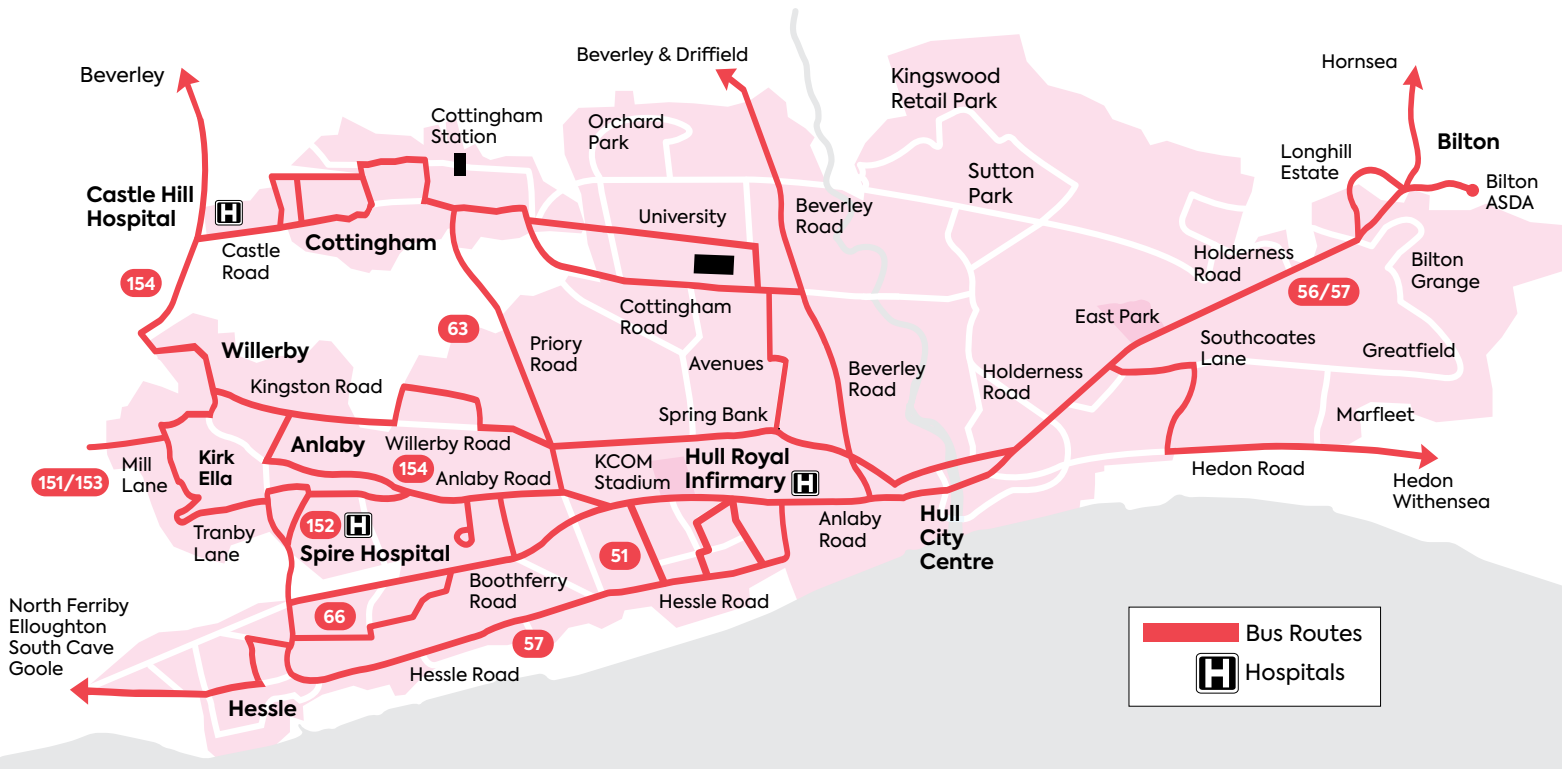 Beverley
Beverley & Driffield
Kingswood
Retail Park
Hornsea
Cottingham
Station
Orchard
Park
Bilton
Longhill
Estate
Sutton
Park
Bilton
ASDA
Castle Hill
Hospital
H
University
Beverley
Road
Castle
Road
Cottingham
Holderness
Road
Bilton
Grange
154
56/57
Cottingham
Road
East Park
63
Southcoates
Lane
Willerby
Priory
Road
Greatfield
Avenues
Beverley
Road
Holderness
Road
Kingston Road
Spring Bank
Marfleet
Anlaby
Willerby Road
Kirk
Ella
Mill
Lane
151/153
154
Anlaby Road
KCOM
Stadium
Hull Royal
Infirmary
H
Hedon Road
Hedon
Withensea
Tranby
Lane
152
H
Spire Hospital
Anlaby
Road
Hull
City
Centre
51
Boothferry
Road
Hessle Road
North Ferriby
Elloughton
South Cave
Goole
66
57
Hessle Road
Hessle
Bus Routes
H
Hospitals